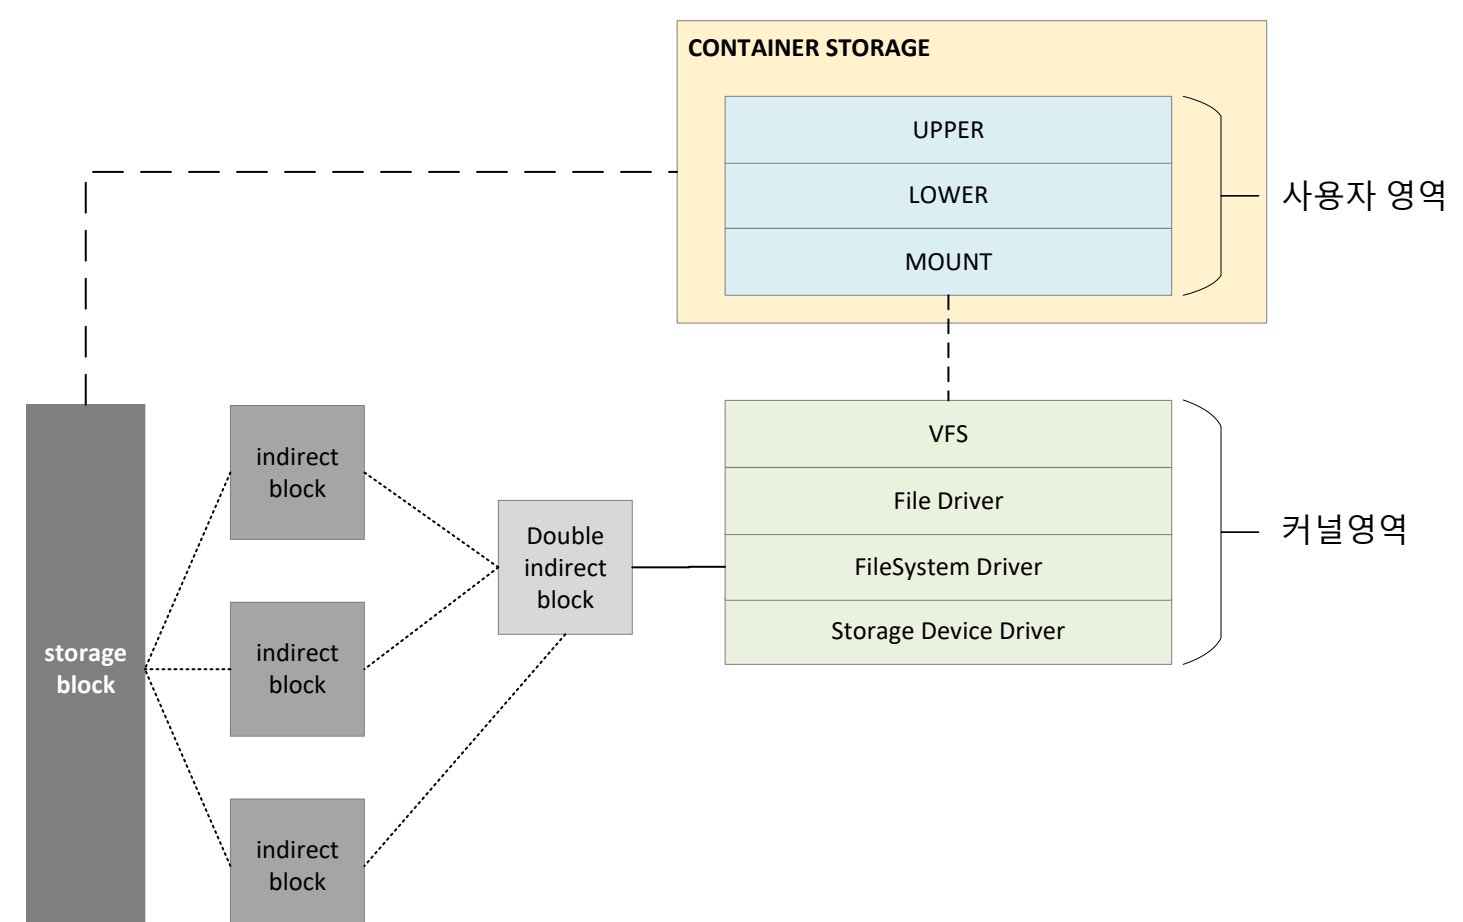 CONTAINER STORAGE
UPPER
LOWER
MOUNT
사용자 영역
VFS
File Driver
FileSystem Driver
Storage Device Driver
커널영역
indirect
block
Double
indirect
block
indirect
block
storage
block
indirect
block